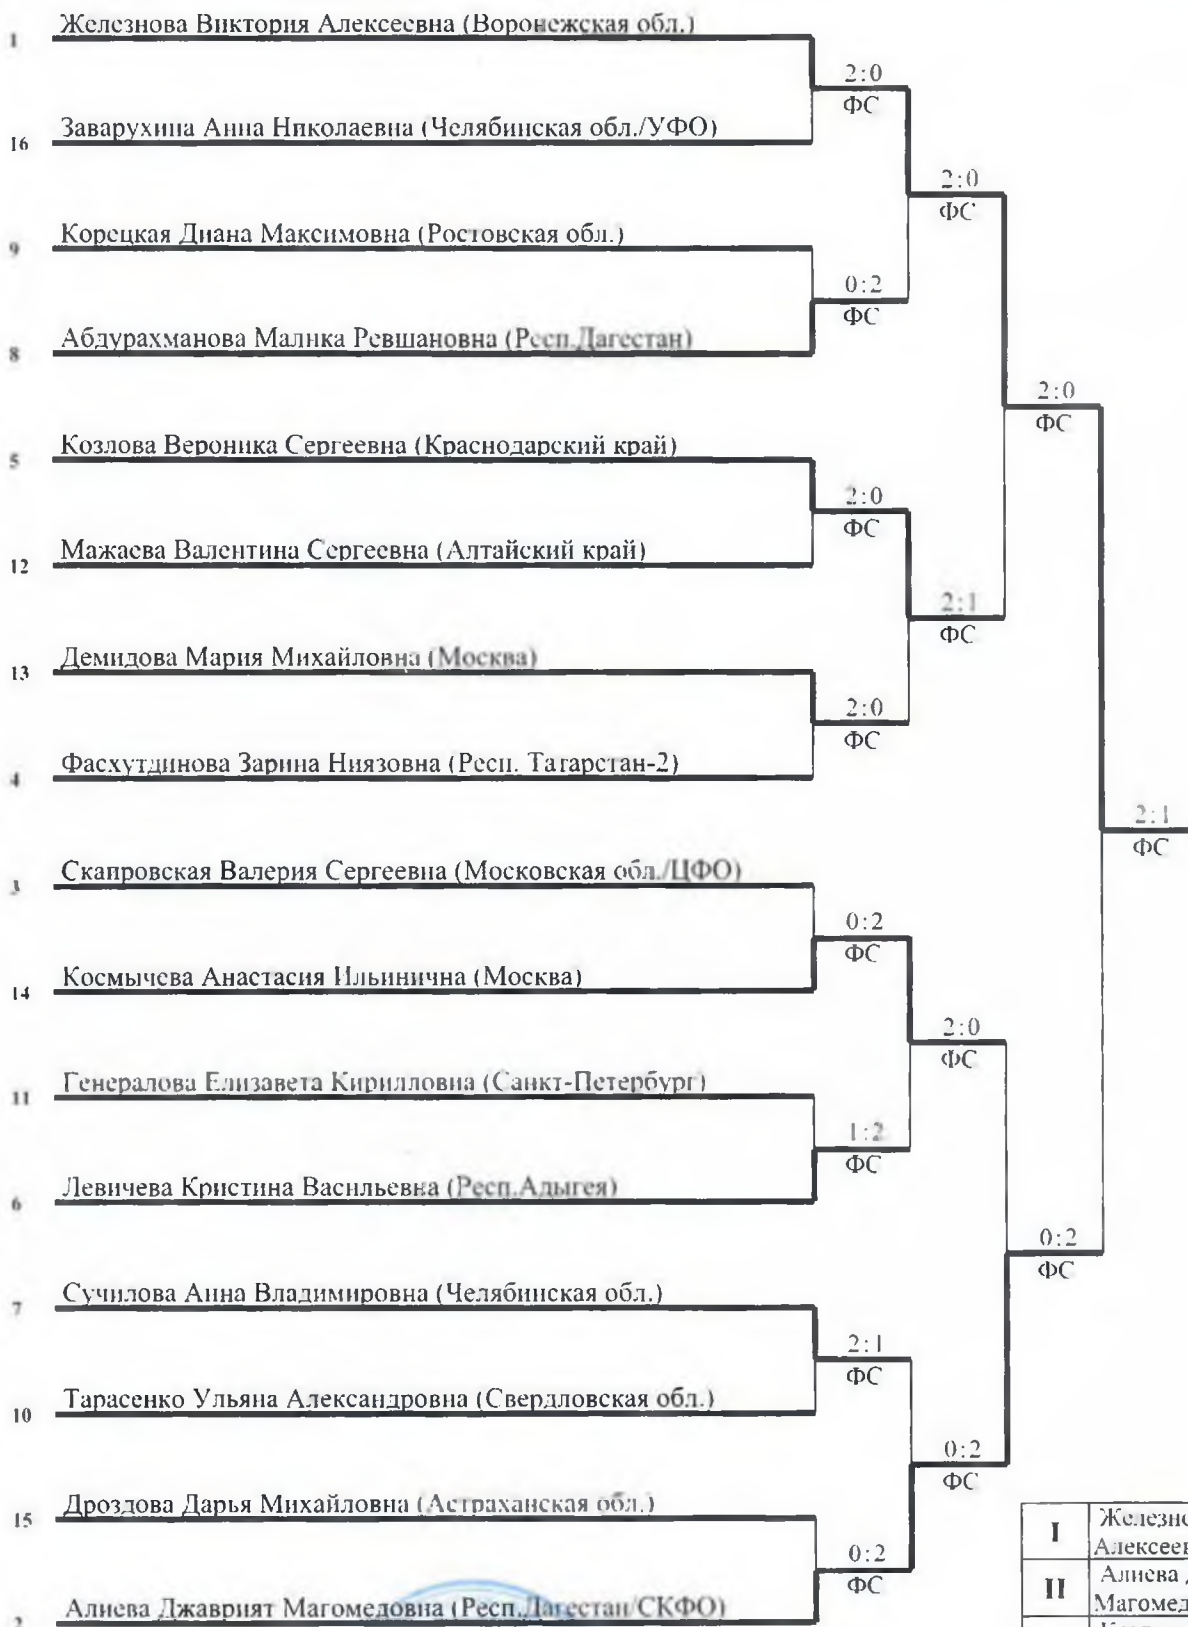 1 Железнова Виктория Алексеевна (Воронежская обл.)
2:0
ФС
16 Заварухина Анна Николаевна (Челябинская обл./УФО)
2:0
ФС
9 Корецкая Диана Максимовна (Ростовская обл.)
0:2
ФС
8 Абдурахманова Малика Ревшановна (Респ.Дагестан)
2:0
ФС
5 Козлова Вероника Сергеевна (Краснодарский край)
2:0
ФС
12 Мажаева Валентина Сергеевна (Алтайский край)
2:1
ФС
13 Демидова Мария Михайловна (Москва)
2:0
ФС
4 Фасхутдинова Зарина Ниязовна (Респ. Татарстан-2)
2:1
ФС
3 Скапровская Валерия Сергеевна (Московская обл./ЦФО)
0:2
ФС
14 Космычева Анастасия Ильинична (Москва)
2:0
ФС
11 Генералова Елизавета Кирилловна (Санкт-Петербург)
1:2
ФС
6 Левичева Кристина Васильевна (Респ.Адыгея)
0:2
ФС
7 Сучилова Анна Владимировна (Челябинская обл.)
2:1
ФС
10 Тарасенко Ульяна Александровна (Свердловская обл.)
0:2
ФС
15 Дроздова Дарья Михайловна (Астраханская обл.)
0:2
ФС
2 Алиева Джаврият Магомедовна (Респ.Дагестан/СКФО)
I Железно
Алексеев
II Алиева
Магомед